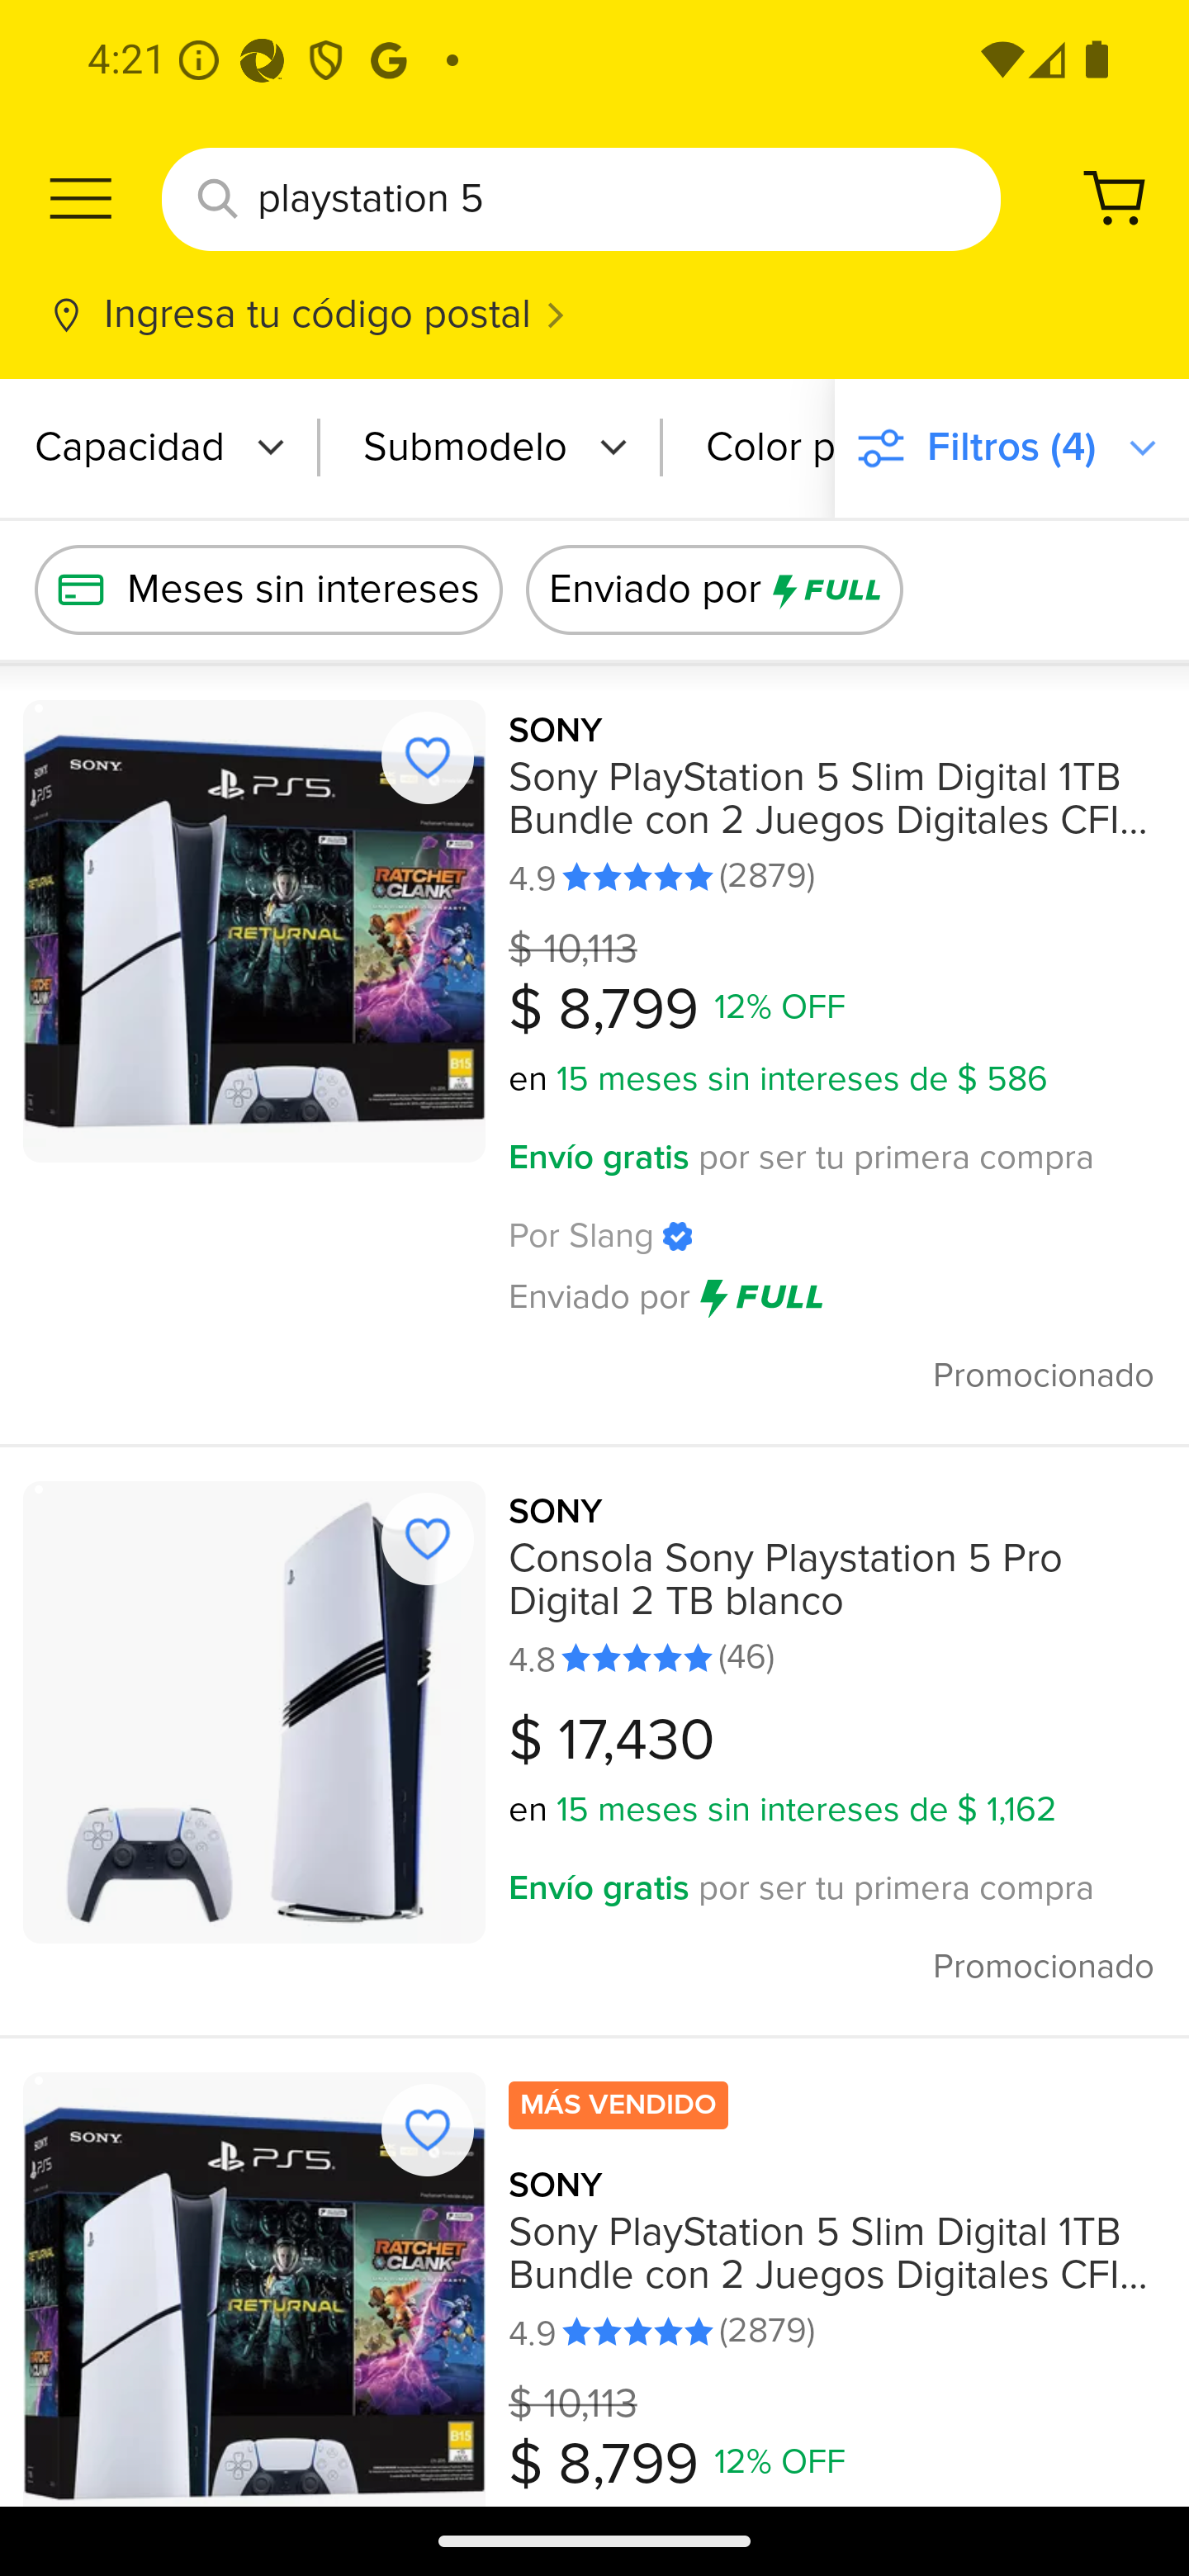 4:21
playstation 5
Ingresa tu código postal
Capacidad
Submodelo
Color p
Filtros (4)
Meses sin intereses
Enviado por FULL
SONY
Sony PlayStation 5 Slim Digital 1TB
Bundle con 2 Juegos Digitales CFI...
4.9 (2879)
$ 10,113
$ 8,799 12% OFF
en 15 meses sin intereses de $ 586
Envío gratis por ser tu primera compra
Por Slang
Enviado por FULL
Promocionado
SONY
PS5
RETURNAL
RATCHET
CLANK
B15
SONY
Consola Sony Playstation 5 Pro
Digital 2 TB blanco
4.8 (46)
$ 17,430
en 15 meses sin intereses de $ 1,162
Envío gratis por ser tu primera compra
Promocionado
MÁS VENDIDO
SONY
Sony PlayStation 5 Slim Digital 1TB
Bundle con 2 Juegos Digitales CFI...
4.9 (2879)
$ 10,113
$ 8,799 12% OFF
SONY
PS5
RETURNAL
RATCHET
CLANK
B15